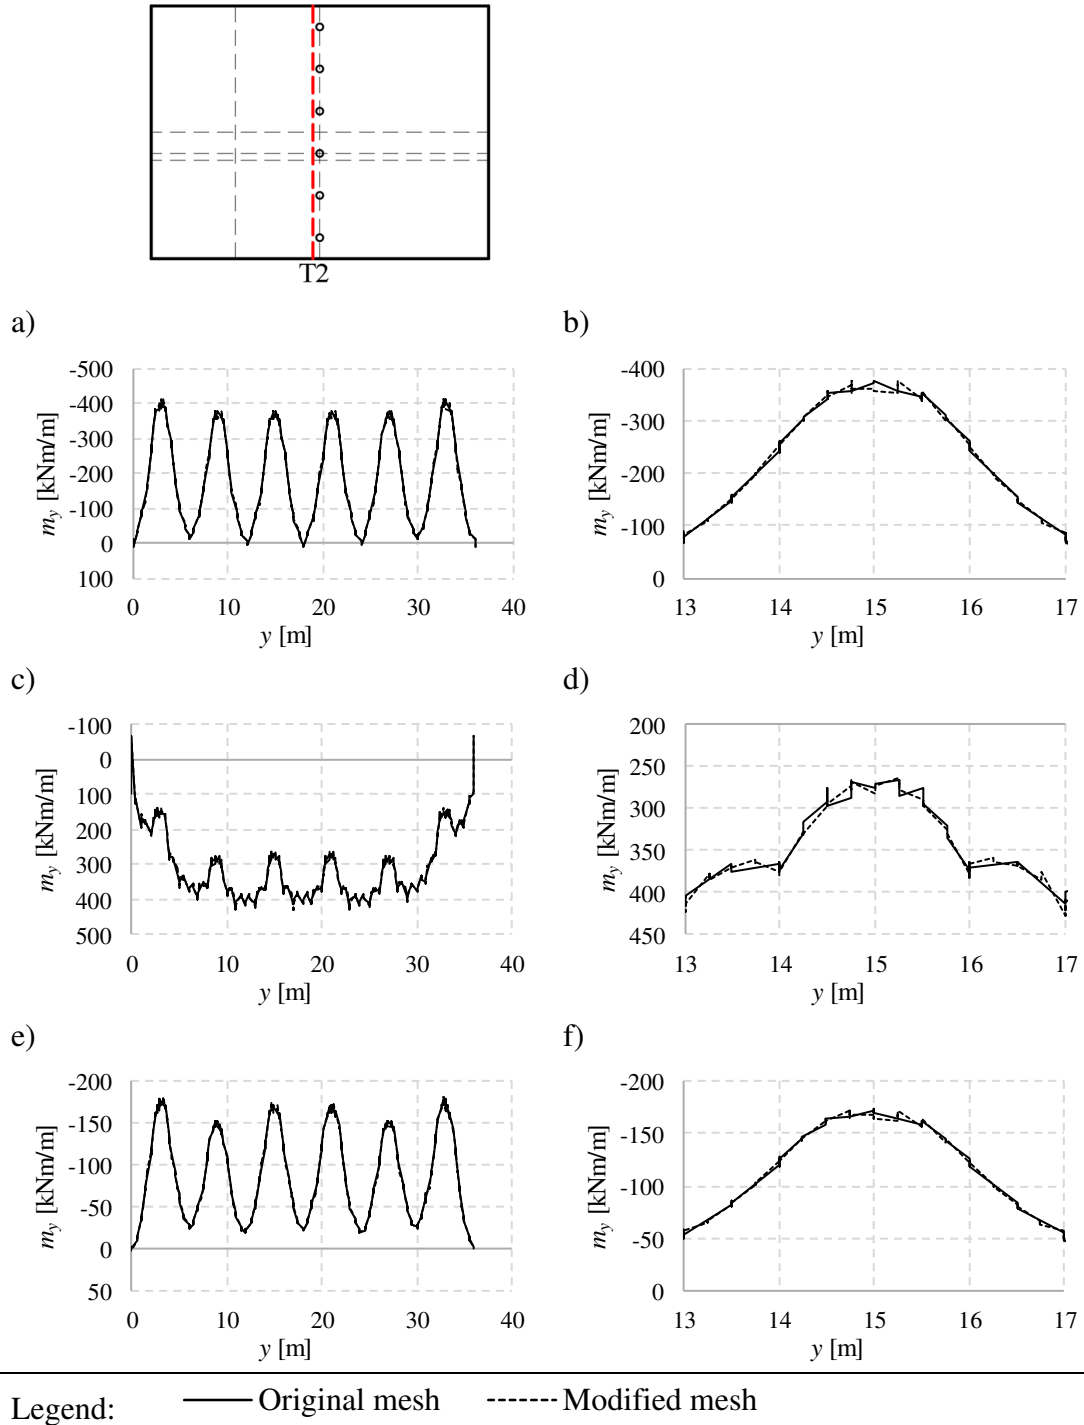 T2
a) b)
-500 -400 -300 -200 -100 0 100
m_y [kNm/m]
0 10 20 30 40
y [m]
-400 -300 -200 -100 0
m_y [kNm/m]
13 14 15 16 17
y [m]
c) d)
-100 0 100 200 300 400 500
m_y [kNm/m]
0 10 20 30 40
y [m]
200 250 300 350 400 450
m_y [kNm/m]
13 14 15 16 17
y [m]
e) f)
-200 -150 -100 -50 0 50
m_y [kNm/m]
0 10 20 30 40
y [m]
-200 -150 -100 -50 0
m_y [kNm/m]
13 14 15 16 17
y [m]
Legend: Original mesh Modified mesh